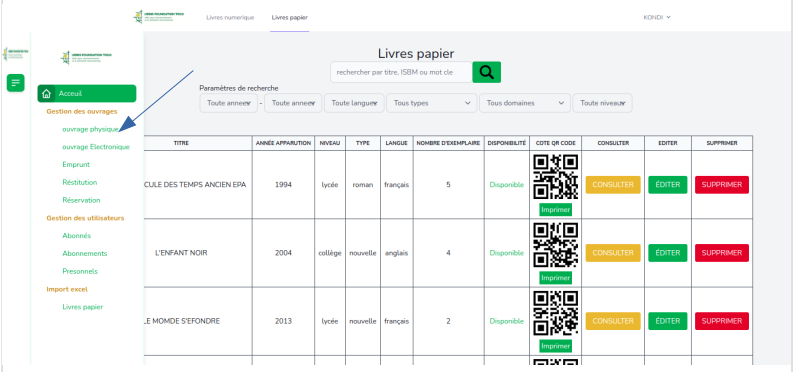 LISSIN FOUNDATION TOGO
Livres numerique
Livres papier
KONDI
Livres papier
rechercher par titre, ISBM ou mot cle
Paramètres de recherche
Toute annees - Toute annees Toute langues Tous types Tous domaines Toute niveaux
Acceuil
Gestion des ouvrages
ouvrage physique
ouvrage Electronique
Emprunt
Réstitution
Réservation
Gestion des utilisateurs
Abonnés
Abonnements
Presonnels
Import excel
Livres papier
TITRE ANNÉE APPARUTION NIVEAU TYPE LANGUE NOMBRE D'EXEMPLAIRE DISPONIBILITÉ COTE QR CODE CONSULTER EDITER SUPPRIMER
CULE DES TEMPS ANCIEN EPA 1994 lycée roman français 5 Disponible CONSULTER ÉDITER SUPPRIMER
Imprimer
L'ENFANT NOIR 2004 collège nouvelle anglais 4 Disponible CONSULTER ÉDITER SUPPRIMER
Imprimer
LE MOMDE S'EFONDRE 2013 lycée nouvelle français 2 Disponible CONSULTER ÉDITER SUPPRIMER
Imprimer